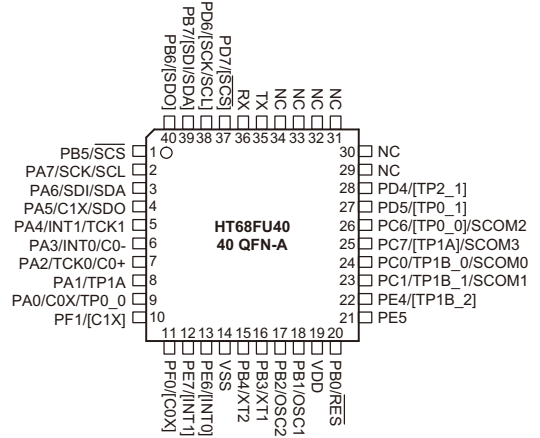 PB6/[SDO]
PB7/[SDI/SDA]
PD6/[SCK/SCL]
PD7/[SCS]
RX
TX
NC
NC
NC
NC
40 39 38 37 36 35 34 33 32 31
PB5/SCS 1
PA7/SCK/SCL 2
PA6/SDI/SDA 3
PA5/C1X/SDO 4
PA4/INT1/TCK1 5
PA3/INT0/C0- 6
PA2/TCK0/C0+ 7
PA1/TP1A 8
PA0/C0X/TP0_0 9
PF1/[C1X] 10
HT68FU40
40 QFN-A
30 NC
29 NC
28 PD4/[TP2_1]
27 PD5/[TP0_1]
26 PC6/[TP0_0]/SCOM2
25 PC7/[TP1A]/SCOM3
24 PC0/TP1B_0/SCOM0
23 PC1/TP1B_1/SCOM1
22 PE4/[TP1B_2]
21 PE5
11 12 13 14 15 16 17 18 19 20
PF0/[C0X]
PE7/[INT1]
PE6/[INT0]
VSS
PB4/XT2
PB3/XT1
PB2/OSC2
PB1/OSC1
VDD
PB0/RES